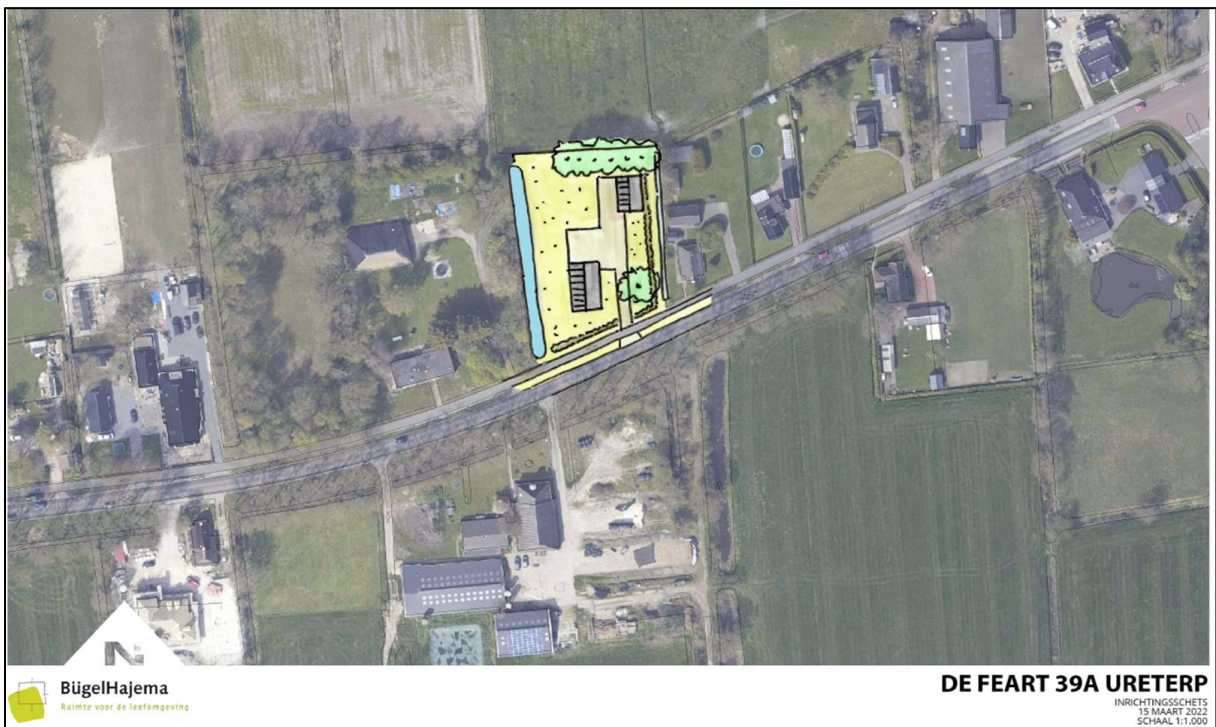 N
BügelHajema
Ruimte voor de leefomgeving
DE FEART 39A URETERP
INRICHTINGSSCHETS
15 MAART 2022
SCHAAL 1:1.000